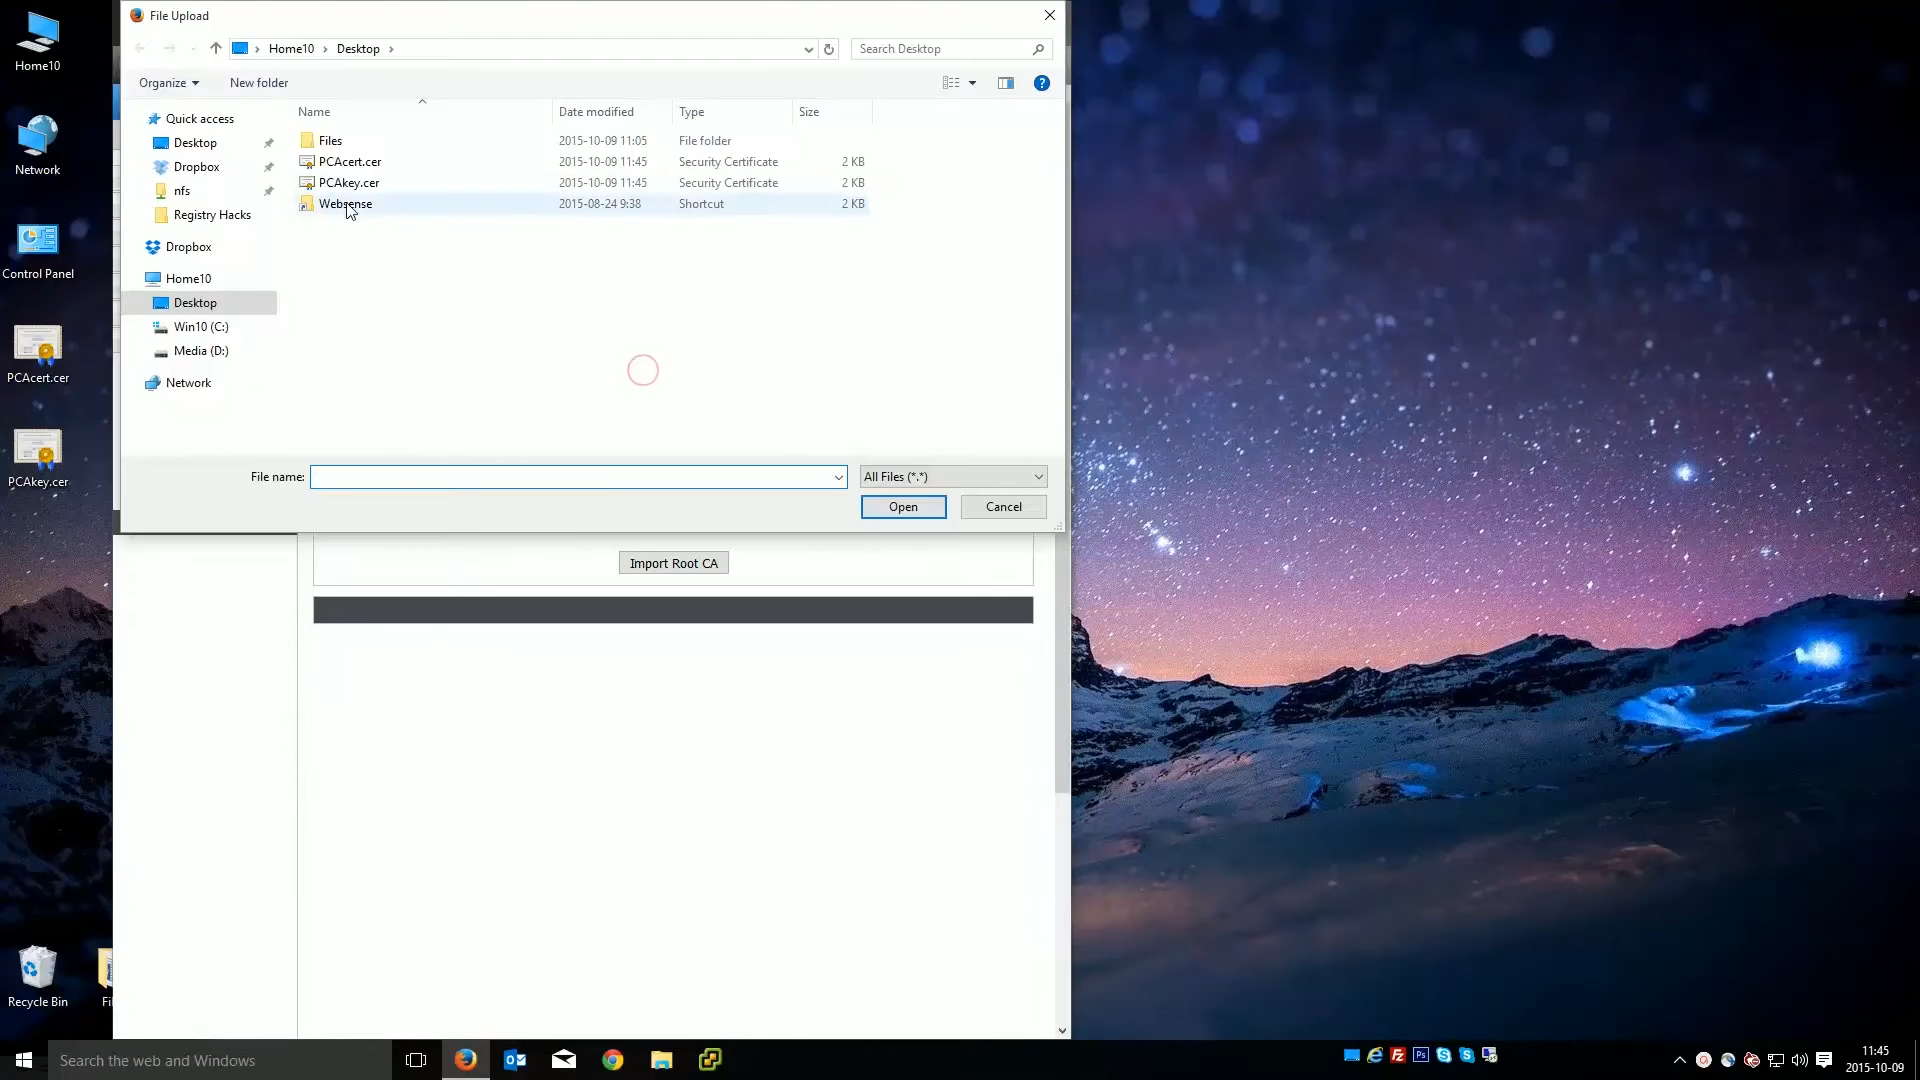 File Upload
Home10 > Desktop >
Search Desktop
Organize
New folder
Name
Date modified
Type
Size
Files
2015-10-09 11:05
File folder
PCAcert.cer
2015-10-09 11:45
Security Certificate
2 KB
PCAkey.cer
2015-10-09 11:45
Security Certificate
2 KB
Websense
2015-08-24 9:38
Shortcut
2 KB
Quick access
Desktop
Dropbox
nfs
Registry Hacks
Dropbox
Home10
Desktop
Win10 (C:)
Media (D:)
Network
File name:
All Files (*.*)
Open
Cancel
Import Root CA
Home10
Network
Control Panel
PCAcert.cer
PCAkey.cer
Recycle Bin
Search the web and Windows
11:45
2015-10-09